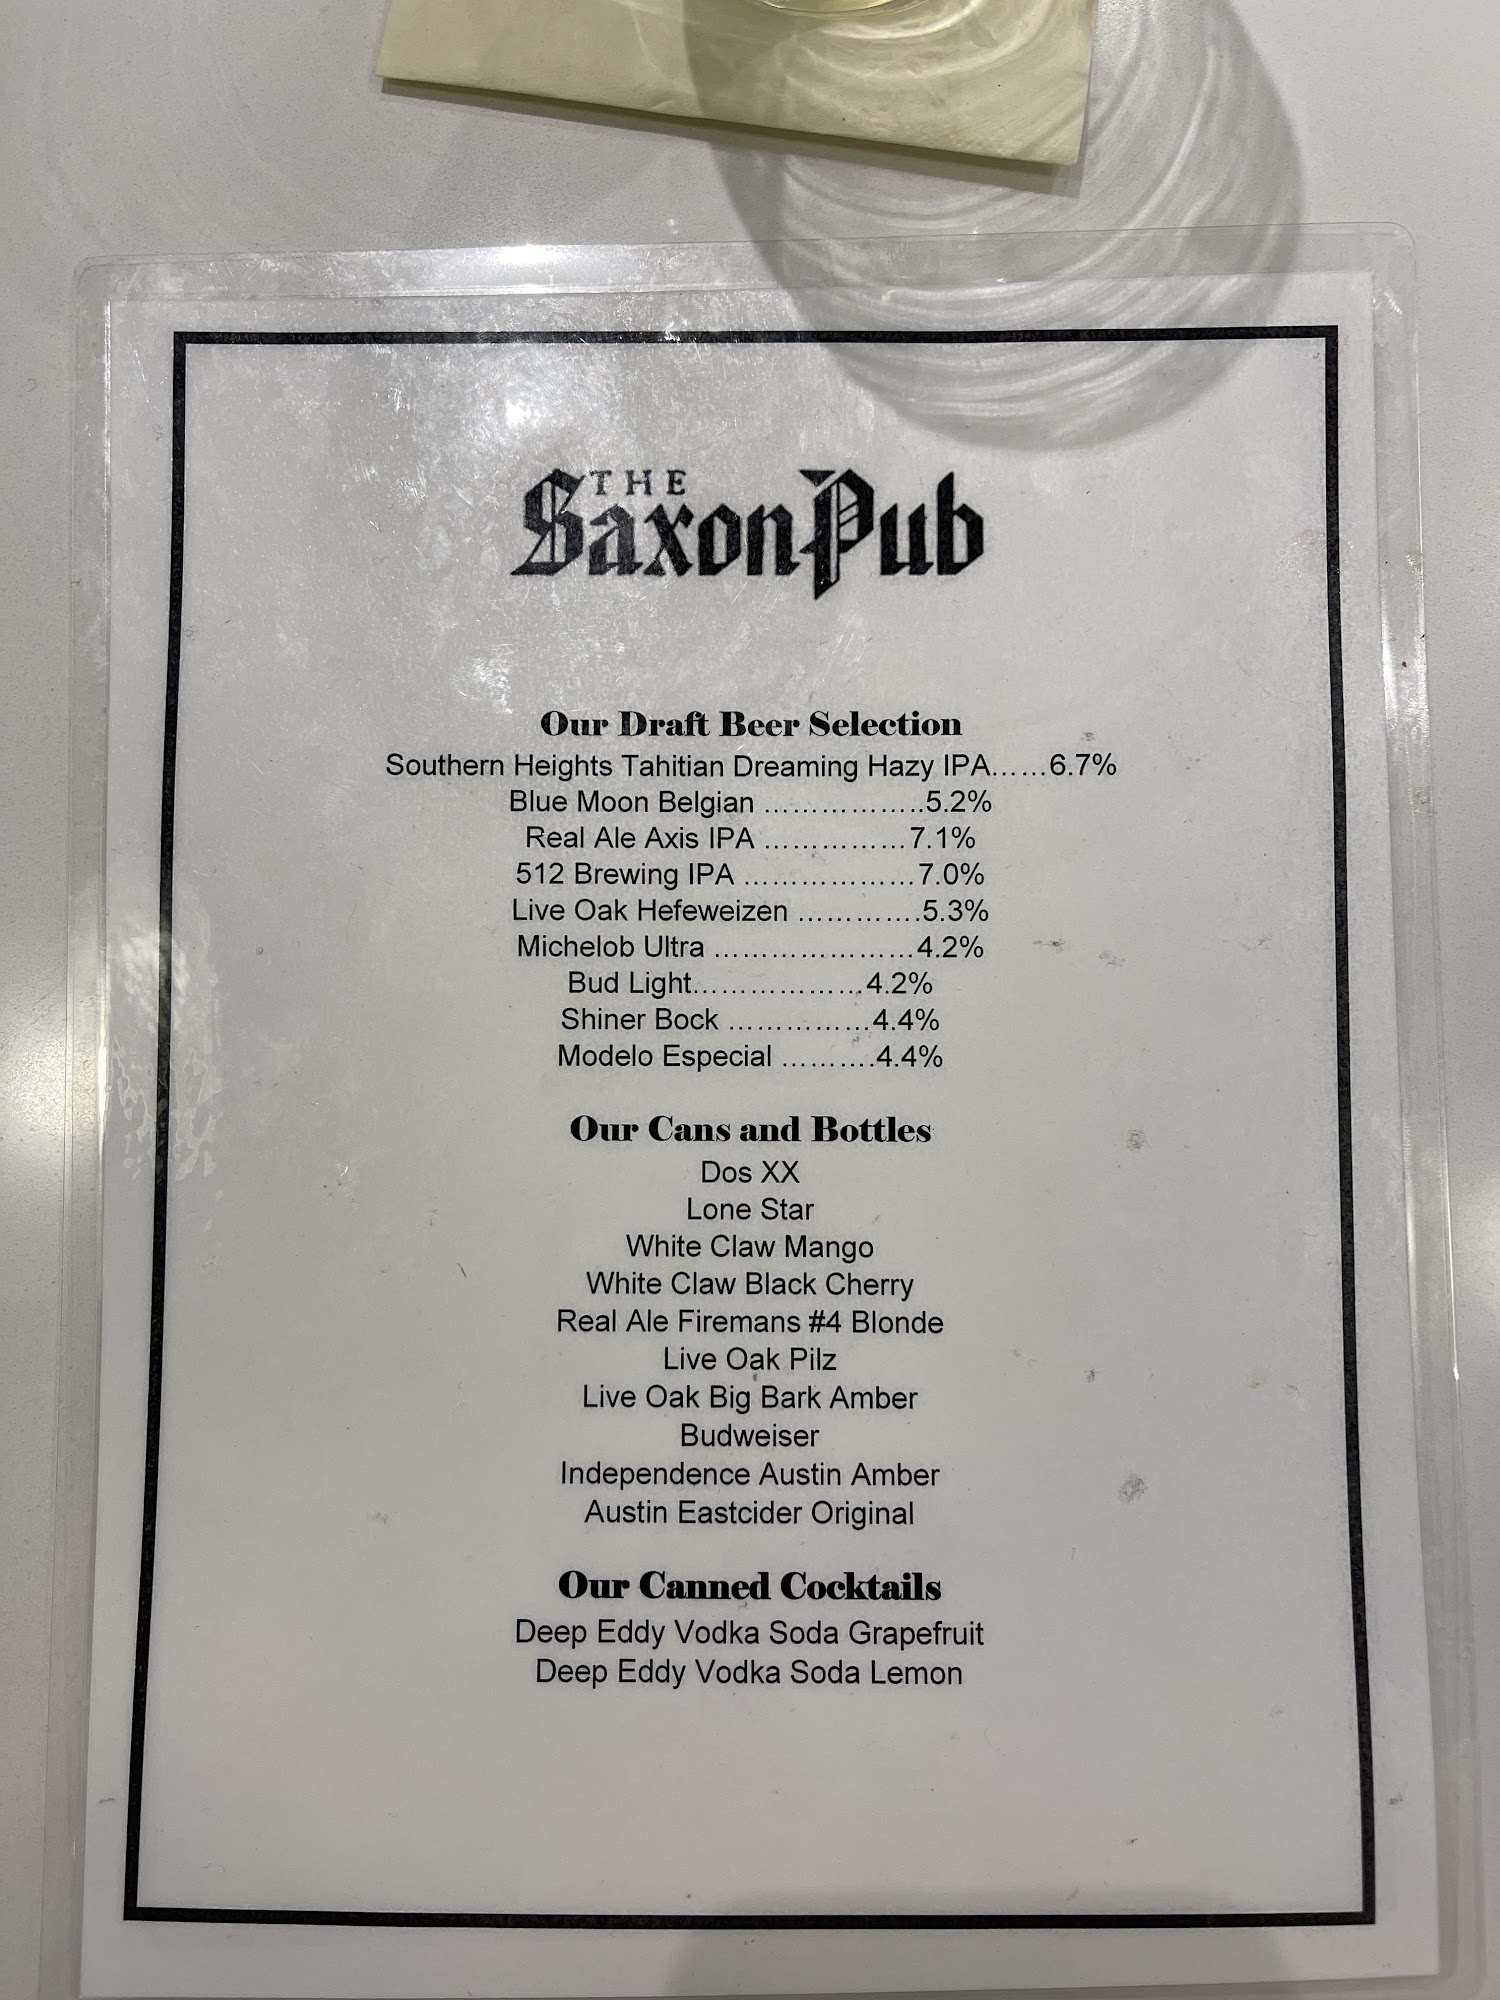 THE
Saxon Pub
Our Draft Beer Selection
Southern Heights Tahitian Dreaming Hazy IPA……6.7%
Blue Moon Belgian ……………..5.2%
Real Ale Axis IPA ……………7.1%
512 Brewing IPA ………………7.0%
Live Oak Hefeweizen ………….5.3%
Michelob Ultra …………………4.2%
Bud Light………………4.2%
Shiner Bock ……………4.4%
Modelo Especial ……….4.4%
Our Cans and Bottles
Dos XX
Lone Star
White Claw Mango
White Claw Black Cherry
Real Ale Firemans #4 Blonde
Live Oak Pilz
Live Oak Big Bark Amber
Budweiser
Independence Austin Amber
Austin Eastcider Original
Our Canned Cocktails
Deep Eddy Vodka Soda Grapefruit
Deep Eddy Vodka Soda Lemon